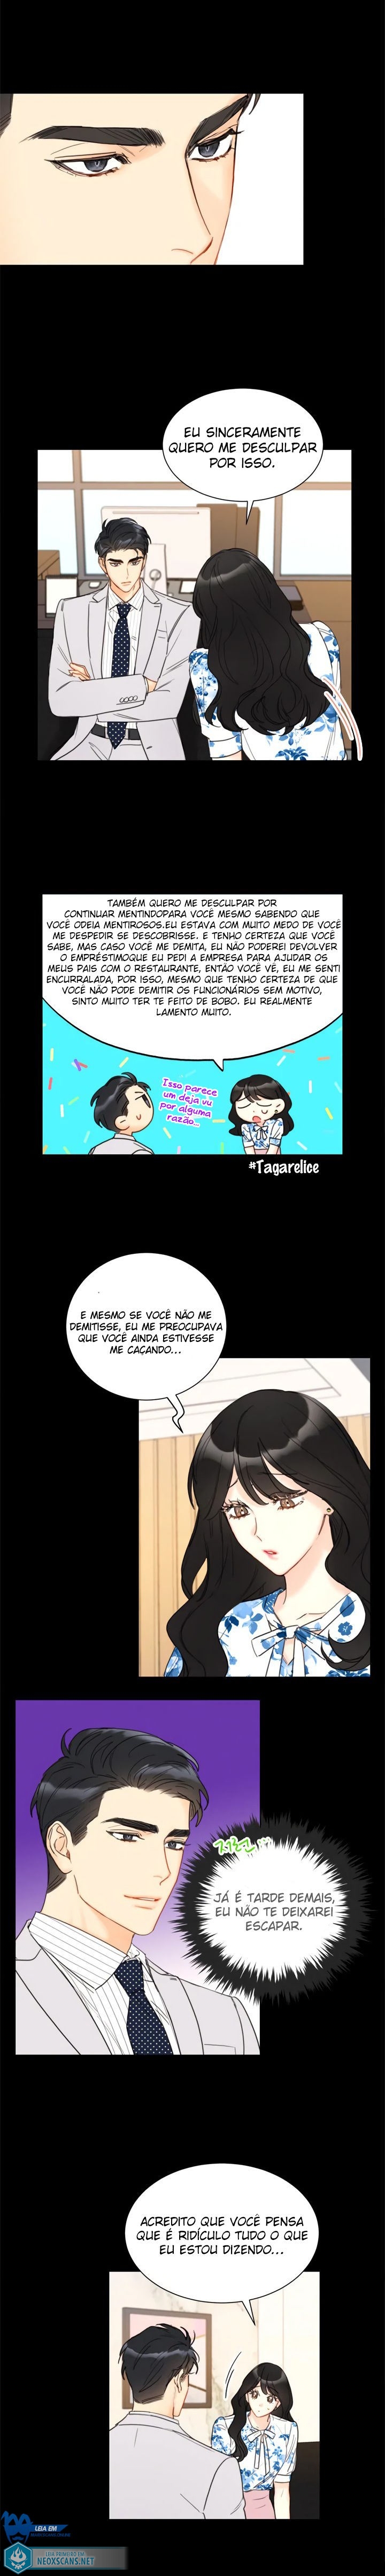 EU SINCERAMENTE
QUERO ME DESCULPAR
POR ISSO.
TAMBÉM QUERO ME DESCULPAR POR
CONTINUAR MENTINDOPARA VOCÊ MESMO SABENDO QUE
VOCÊ ODEIA MENTIROSOS.EU ESTAVA COM MUITO MEDO DE VOCÊ
ME DESPEDIR SE DESCOBRISSE. E TENHO CERTEZA QUE VOCÊ
SABE, MAS CASO VOCÊ ME DEMITA, EU NÃO PODEREI DEVOLVER
O EMPRÉSTIMOQUE EU PEDI A EMPRESA PARA AJUDAR OS
MEUS PAIS COM O RESTAURANTE, ENTÃO VOCÊ VÊ, EU ME SENTI
ENCURRALADA, POR ISSO, MESMO QUE TENHO CERTEZA DE QUE
VOCÊ NÃO PODE DEMITIR OS FUNCIONÁRIOS SEM MOTIVO,
SINTO MUITO TER TE FEITO DE BOBO. EU REALMENTE
LAMENTO MUITO.
Isso parece
um deja vu
por alguma
razão...
#Tagarelice
E MESMO SE VOCÊ NÃO ME
DEMITISSE, EU ME PREOCUPAVA
QUE VOCÊ AINDA ESTIVESSE
ME CAÇANDO...
JÁ É TARDE DEMAIS,
EU NÃO TE DEIXAREI
ESCAPAR.
ACREDITO QUE VOCÊ PENSA
QUE É RIDÍCULO TUDO O QUE
EU ESTOU DIZENDO...
LEIA EM
LEIA PRIMEIRO EM
NEOXSCANS.NET